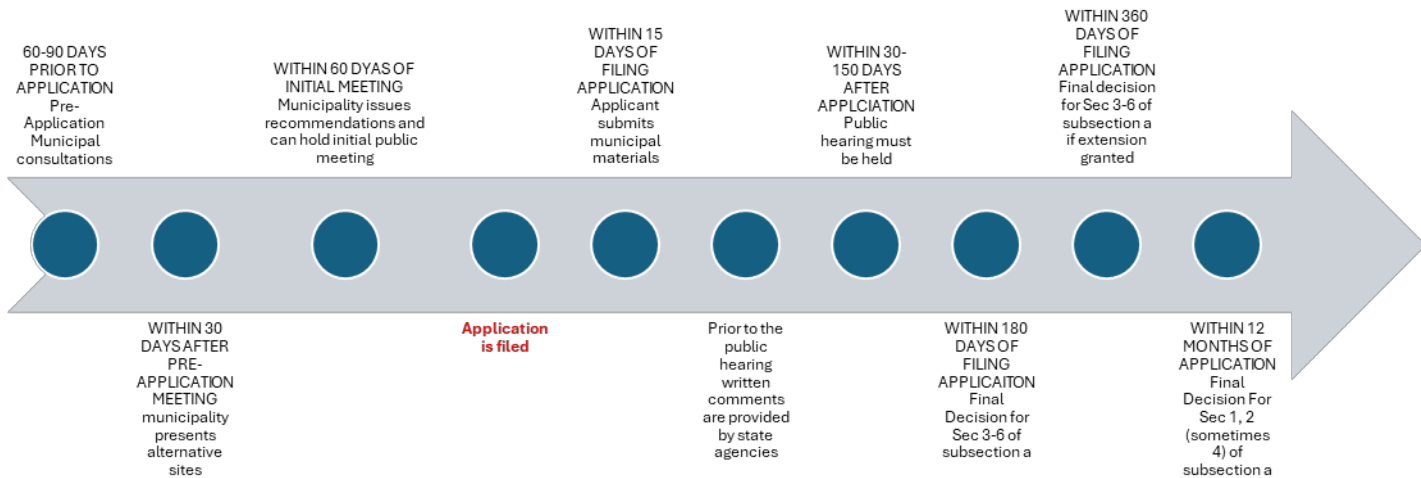 60-90 DAYS
PRIOR TO
APPLICATION
Pre-
Application
Municipal
consultations
WITHIN 30
DAYS AFTER
PRE-
APPLICATION
MEETING
municipality
presents
alternative
sites
WITHIN 60 DYAS OF
INITIAL MEETING
Municipality issues
recommendations and
can hold initial public
meeting
Application
is filed
WITHIN 15
DAYS OF
FILING
APPLICATION
Applicant
submits
municipal
materials
Prior to the
public
hearing
written
comments
are provided
by state
agencies
WITHIN 30-
150 DAYS
AFTER
APPLCIATION
Public
hearing must
be held
WITHIN 180
DAYS OF
FILING
APPLICAITON
Final
Decision for
Sec 3-6 of
subsection a
WITHIN 360
DAYS OF
FILING
APPLICATION
Final decision
for Sec 3-6 of
subsection a
if extension
granted
WITHIN 12
MONTHS OF
APPLICATION
Final
Decision For
Sec 1, 2
(sometimes
4) of
subsection a